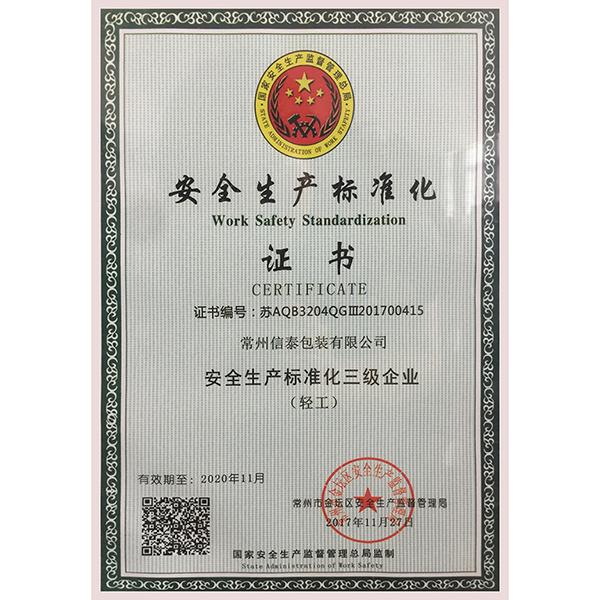 国家安全生产监督管理总局
STATE ADMINISTRATION OF WORK STAFETY
安全生产标准化
Work Safety Standardization
证书
CERTIFICATE
证书编号：苏AQB3204QGⅢ201700415
常州信泰包装有限公司
安全生产标准化三级企业
（轻工）
有效期至：2020年11月
常州市金坛区安全生产监督管理局
2017年11月27日
国家安全生产监督管理总局监制
State Administration of Work Safety